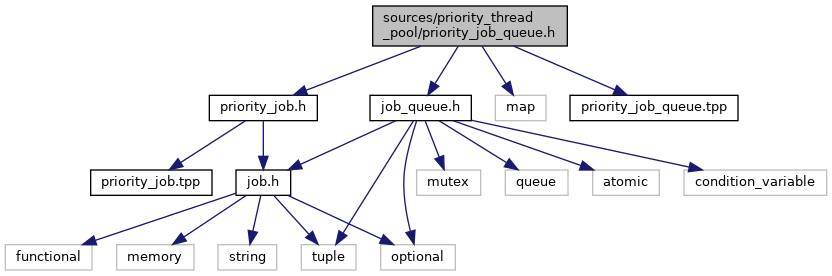 sources/priority_thread
_pool/priority_job_queue.h
priority_job.h
job_queue.h
map
priority_job_queue.tpp
priority_job.tpp
job.h
mutex
queue
atomic
condition_variable
functional
memory
string
tuple
optional